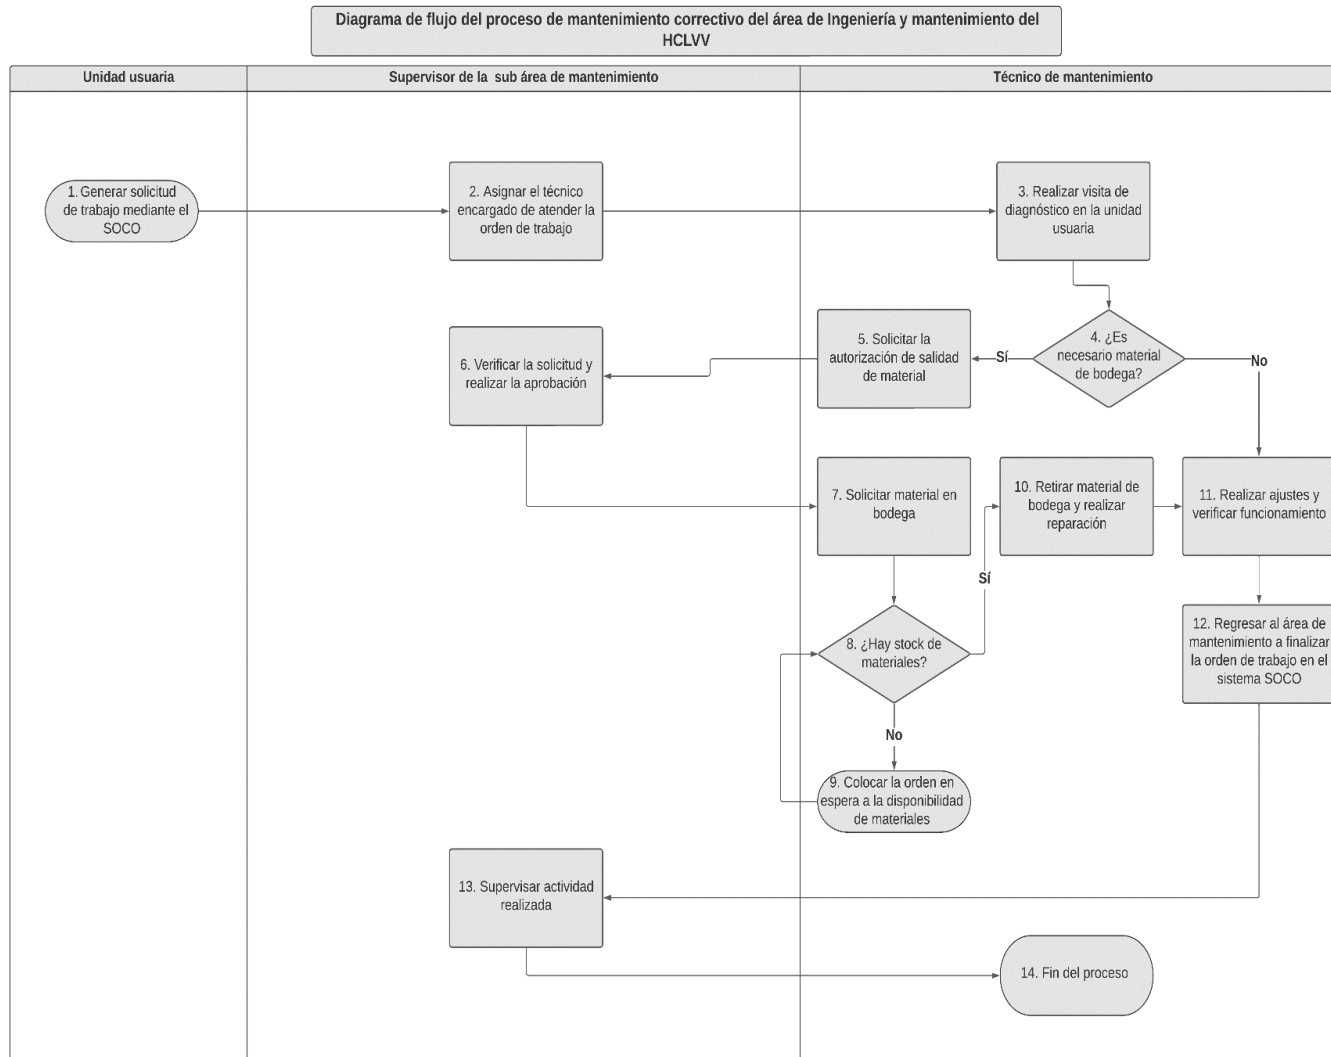 Diagrama de flujo del proceso de mantenimiento correctivo del área de Ingeniería y mantenimiento del
HCLVV
Unidad usuaria
Supervisor de la sub área de mantenimiento
Técnico de mantenimiento
1. Generar solicitud
de trabajo mediante el
SOCO
2. Asignar el técnico
encargado de atender la
orden de trabajo
3. Realizar visita de
diagnóstico en la unidad
usuaria
4. ¿Es
necesario material
de bodega?
Sí
No
5. Solicitar la
autorización de salidad
de material
6. Verificar la solicitud y
realizar la aprobación
7. Solicitar material en
bodega
8. ¿Hay stock de
materiales?
Sí
No
9. Colocar la orden en
espera a la disponibilidad
de materiales
10. Retirar material de
bodega y realizar
reparación
11. Realizar ajustes y
verificar funcionamiento
12. Regresar al área de
mantenimiento a finalizar
la orden de trabajo en el
sistema SOCO
13. Supervisar actividad
realizada
14. Fin del proceso